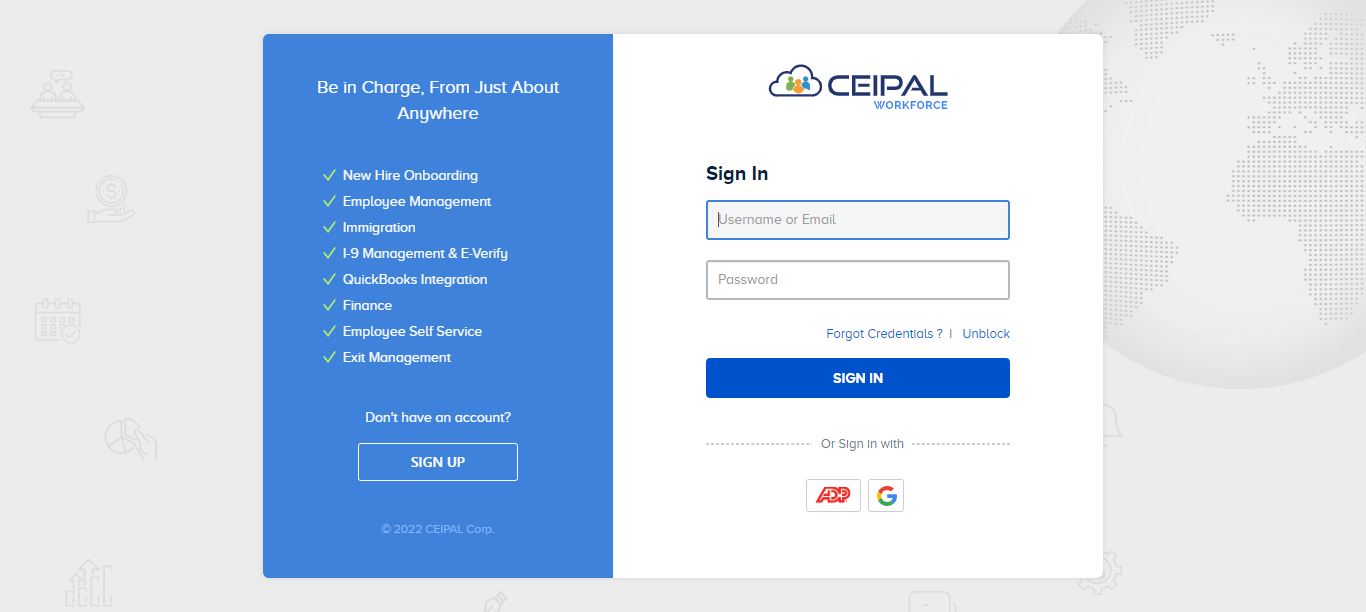 Be in Charge, From Just About
Anywhere
New Hire Onboarding
Employee Management
Immigration
I-9 Management & E-Verify
QuickBooks Integration
Finance
Employee Self Service
Exit Management
Don't have an account?
SIGN UP
© 2022 CEIPAL Corp.
CEIPAL
WORKFORCE
Sign In
Username or Email
Password
Forgot Credentials ? | Unblock
SIGN IN
Or Sign in with
ADP G